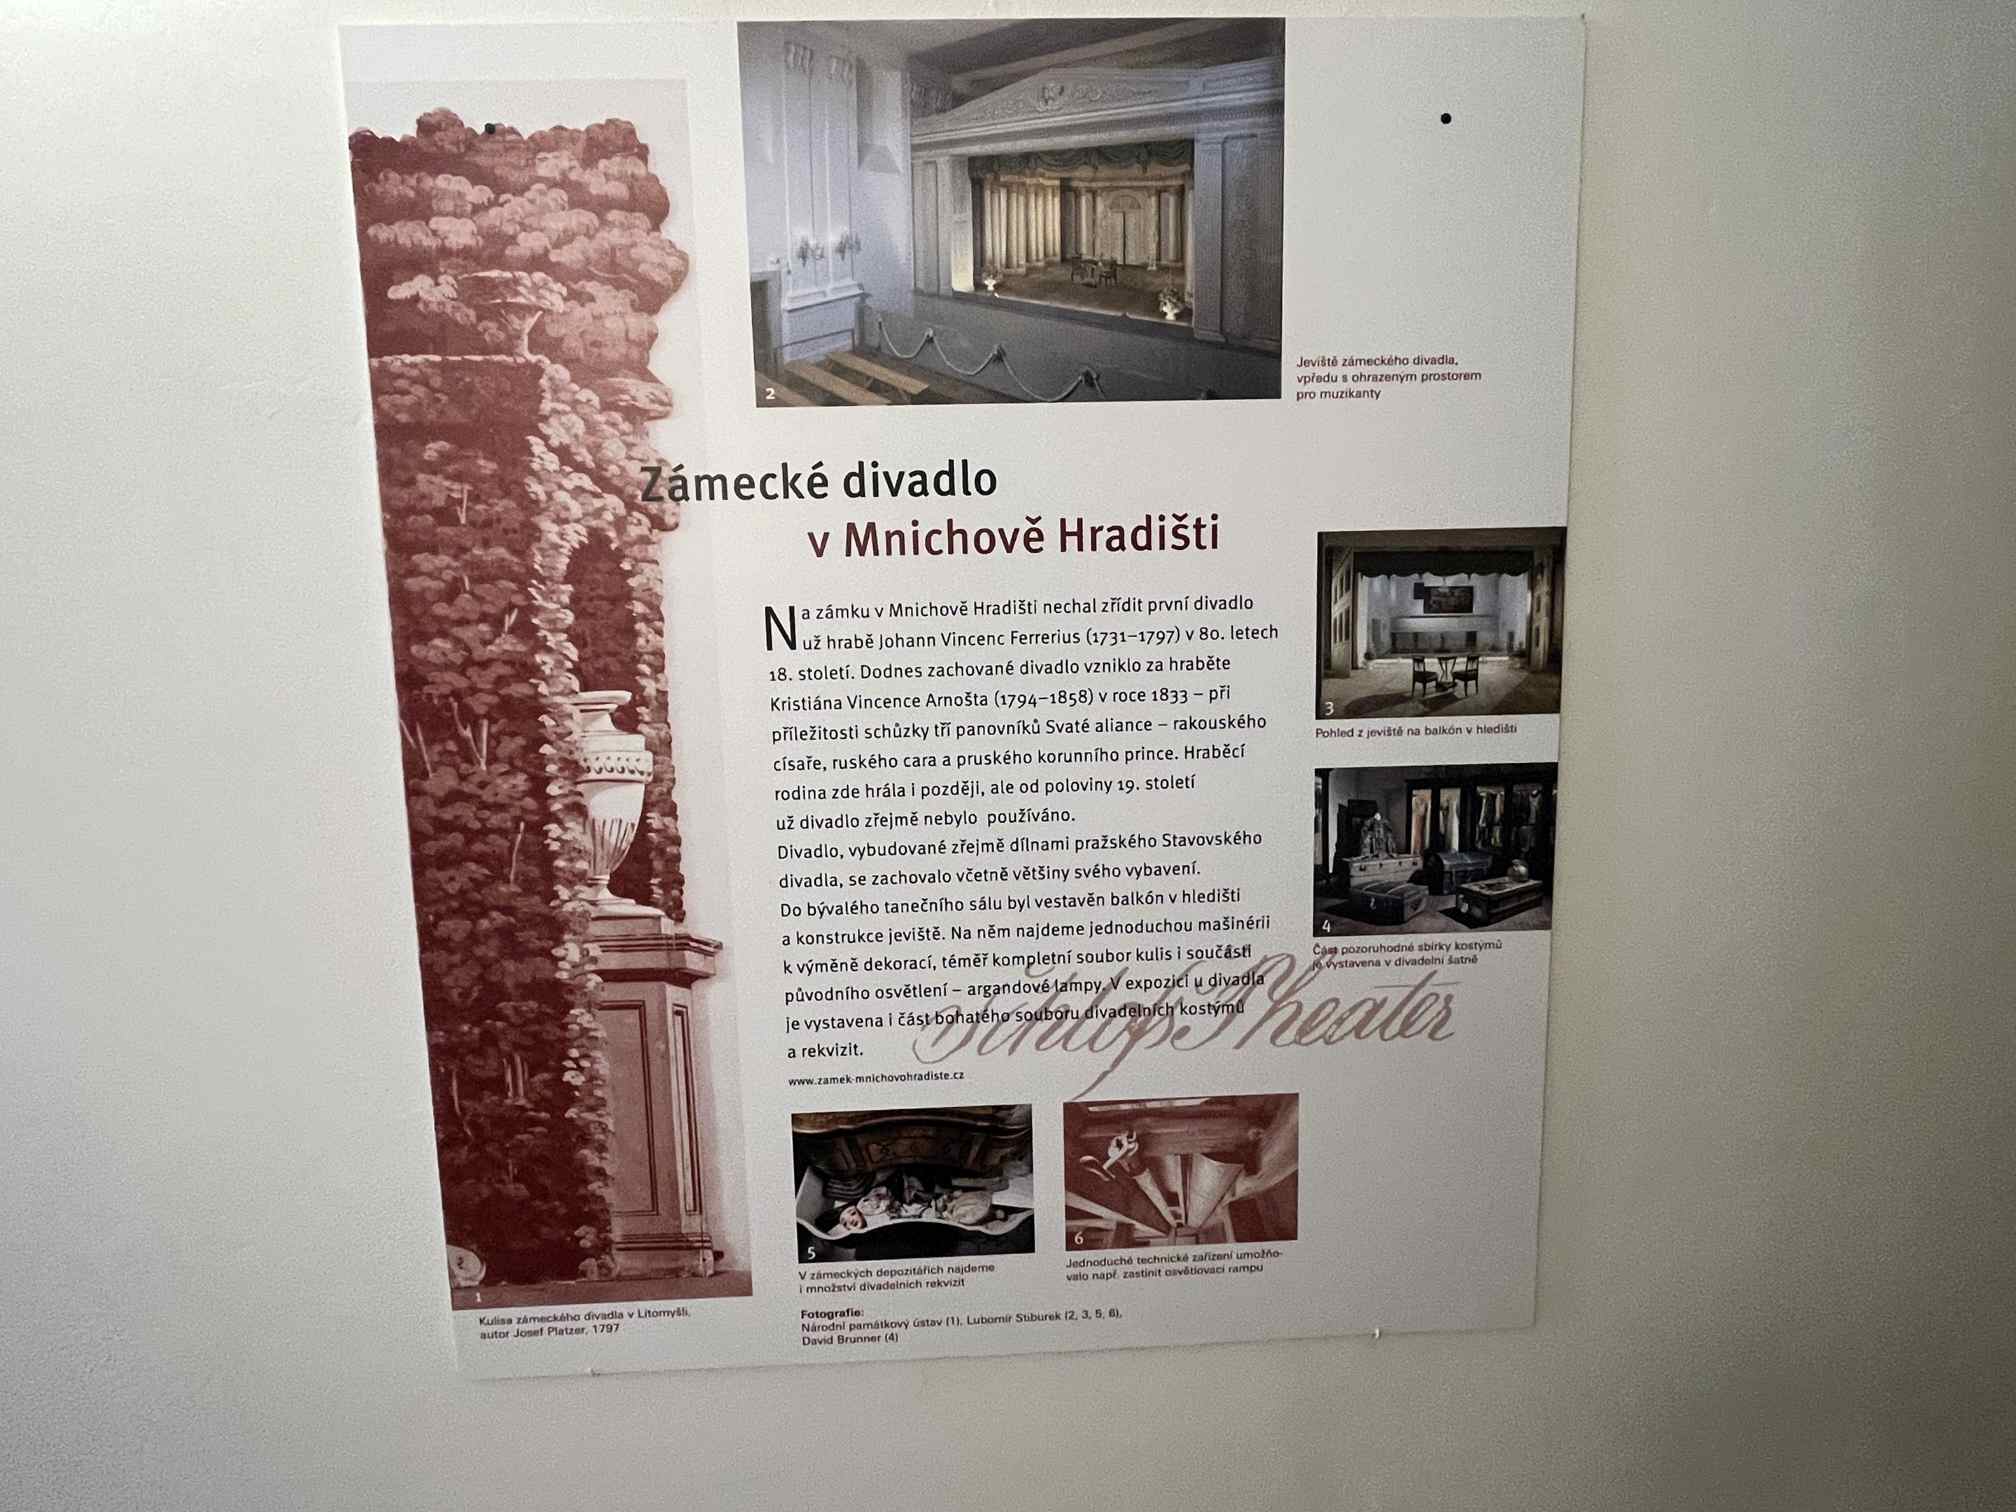 2
Jeviště zámeckého divadla,
vpředu s ohrazeným prostorem
pro muzikanty
Zámecké divadlo
v Mnichově Hradišti
Na zámku v Mnichově Hradišti nechal zřídit první divadlo
už hrabě Johann Vincenc Ferrerius (1731–1797) v 80. letech
18. století. Dodnes zachované divadlo vzniklo za hraběte
Kristiána Vincence Arnošta (1794–1858) v roce 1833 – při
příležitosti schůzky tří panovníků Svaté aliance – rakouského
císaře, ruského cara a pruského korunního prince. Hraběcí
rodina zde hrála i později, ale od poloviny 19. století
už divadlo zřejmě nebylo používáno.
Divadlo, vybudované zřejmě dílnami pražského Stavovského
divadla, se zachovalo včetně většiny svého vybavení.
Do bývalého tanečního sálu byl vestavěn balkón v hledišti
a konstrukce jeviště. Na něm najdeme jednoduchou mašinérii
k výměně dekorací, téměř kompletní soubor kulis i součásti
původního osvětlení – argandové lampy. V expozici u divadla
je vystavena i část bohatého souboru divadelních kostýmů
a rekvizit.
www.zamek-mnichovohradiste.cz
Schloß Theater
3
Pohled z jeviště na balkón v hledišti
4
Část pozoruhodné sbírky kostýmů
je vystavena v divadelní šatně
5
V zámeckých depozitářích najdeme
i množství divadelních rekvizit
6
Jednoduché technické zařízení umožňo-
valo např. zastínit osvětlovací rampu
1
Kulisa zámeckého divadla v Litomyšli,
autor Josef Platzer, 1797
Fotografie:
Národní památkový ústav (1), Lubomír Stiburek (2, 3, 5, 6),
David Brunner (4)